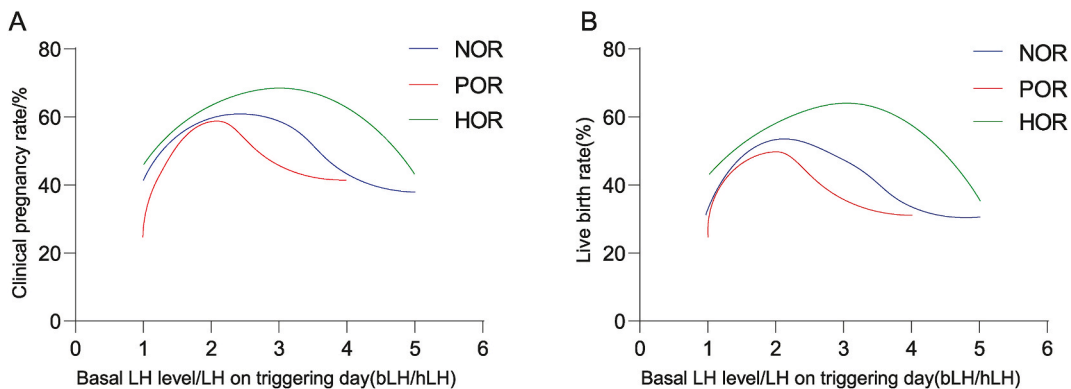 A
B
80
60
40
20
0
Clinical pregnancy rate/%
NOR
POR
HOR
0 1 2 3 4 5 6
Basal LH level/LH on triggering day(bLH/hLH)
80
60
40
20
0
Live birth rate(%)
NOR
POR
HOR
0 1 2 3 4 5 6
Basal LH level/LH on triggering day(bLH/hLH)